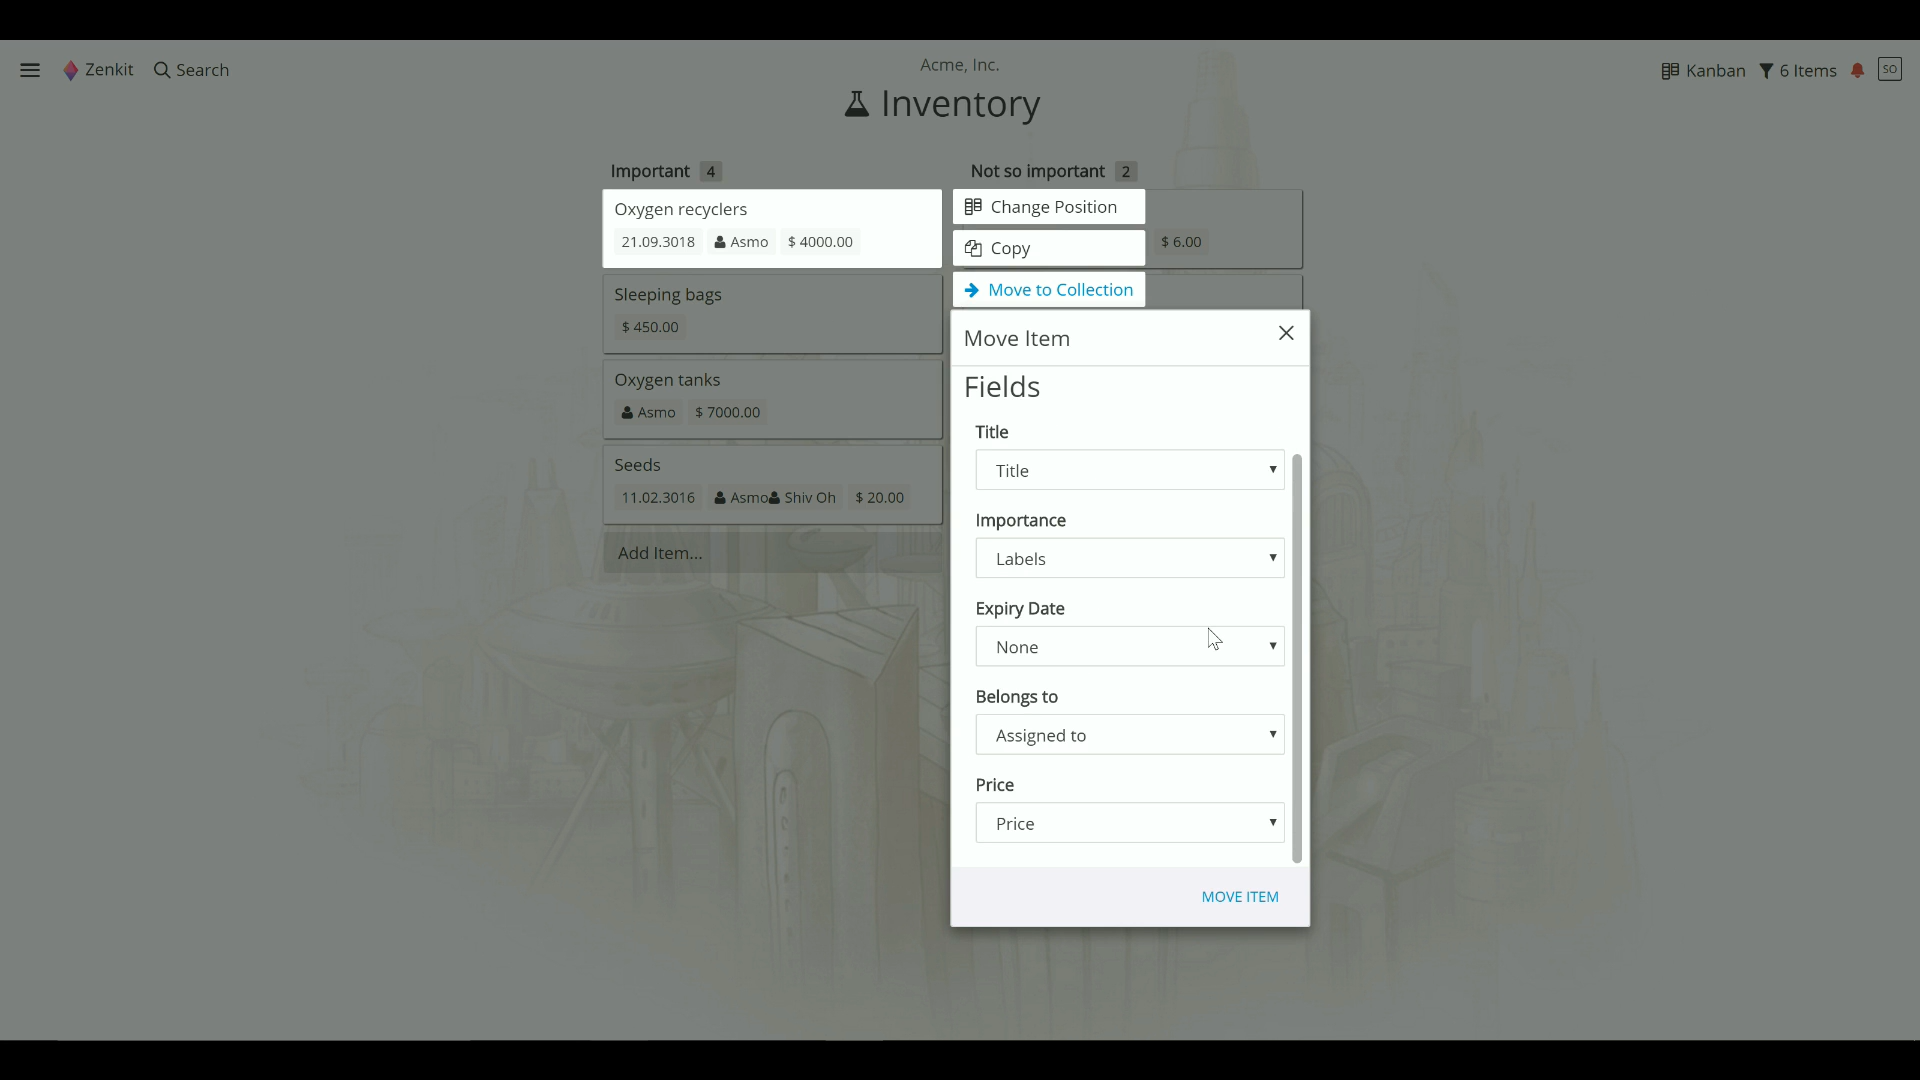 Zenkit
Search
Acme, Inc.
Inventory
Kanban
6 Items
SO
Important 4
Oxygen recyclers
21.09.3018 Asmo $ 4000.00
Sleeping bags
$ 450.00
Oxygen tanks
Asmo $ 7000.00
Seeds
11.02.3016 Asmo Shiv Oh $ 20.00
Add Item...
Not so important 2
$ 6.00
Change Position
Copy
Move to Collection
Move Item
Fields
Title
Title
Importance
Labels
Expiry Date
None
Belongs to
Assigned to
Price
Price
MOVE ITEM